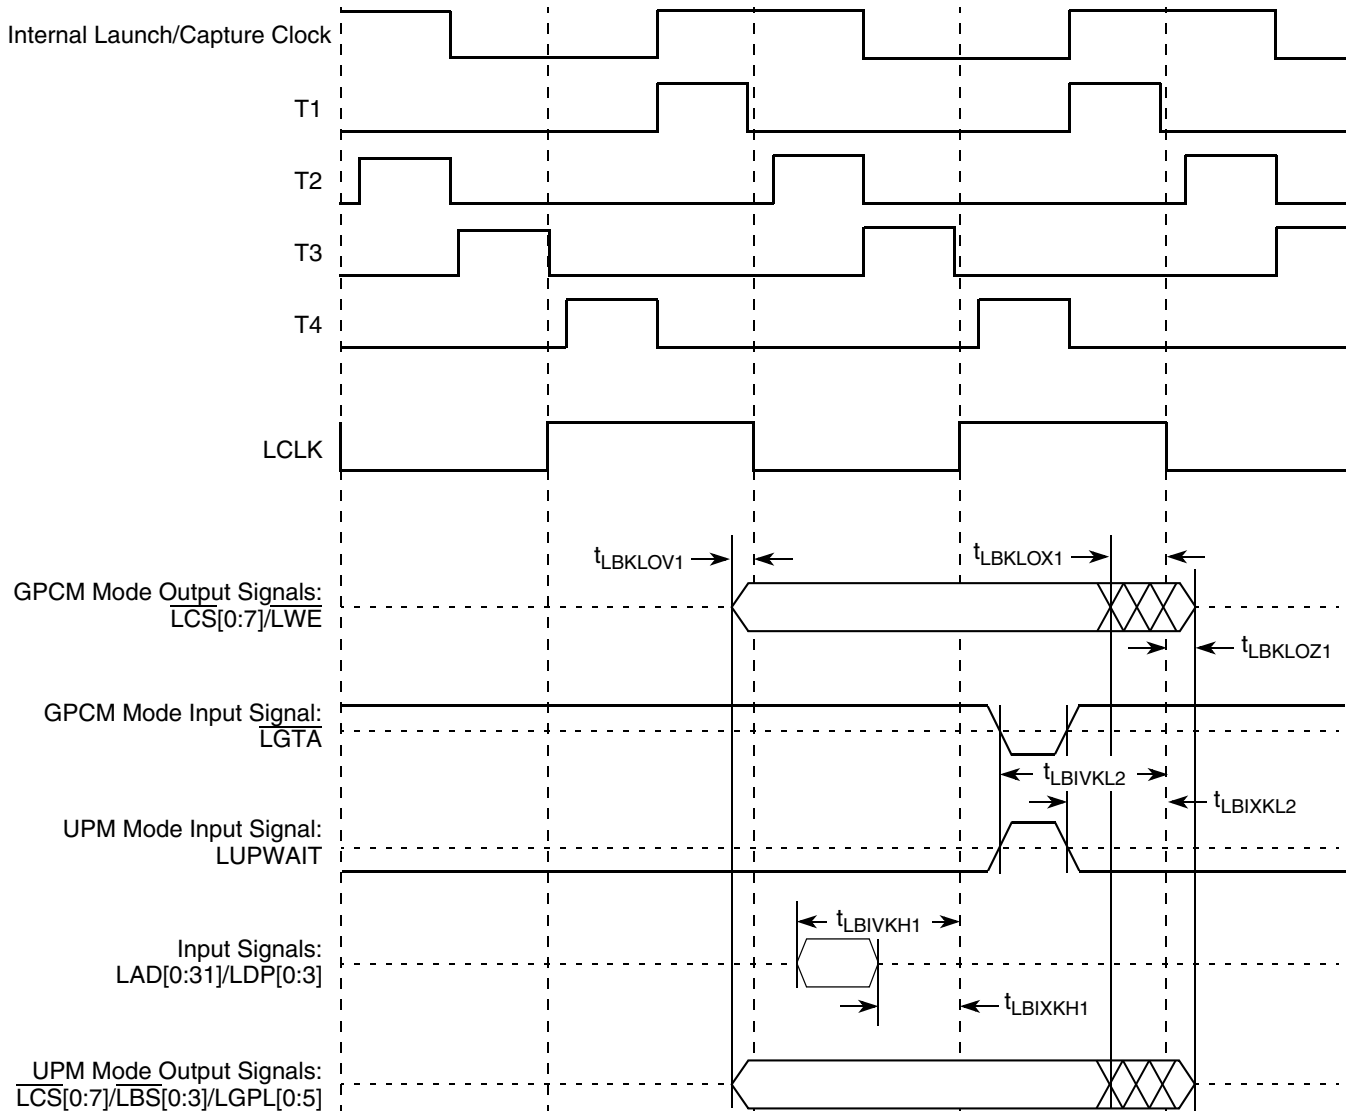 Internal Launch/Capture Clock
T1
T2
T3
T4
LCLK
tLBKLOV1
tLBKLOX1
GPCM Mode Output Signals:
LCS[0:7]/LWE
tLBKLOZ1
GPCM Mode Input Signal:
LGTA
tLBIVKL2
tLBIXKL2
UPM Mode Input Signal:
LUPWAIT
tLBIVKH1
Input Signals:
LAD[0:31]/LDP[0:3]
tLBIXKH1
UPM Mode Output Signals:
LCS[0:7]/LBS[0:3]/LGPL[0:5]